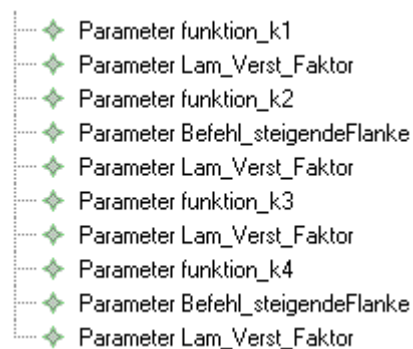 Parameter funktion_k1
Parameter Lam_Verst_Faktor
Parameter funktion_k2
Parameter Befehl_steigendeFlanke
Parameter Lam_Verst_Faktor
Parameter funktion_k3
Parameter Lam_Verst_Faktor
Parameter funktion_k4
Parameter Befehl_steigendeFlanke
Parameter Lam_Verst_Faktor